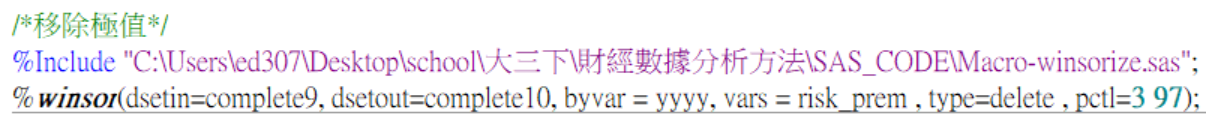 /*移除極值*/
%Include "C:\Users\ed307\Desktop\school\大三下\財經數據分析方法\SAS_CODE\Macro-winsorize.sas";
%winsor(dsetin=complete9, dsetout=complete10, byvar = yyyy, vars = risk_prem , type=delete , pctl=3 97);